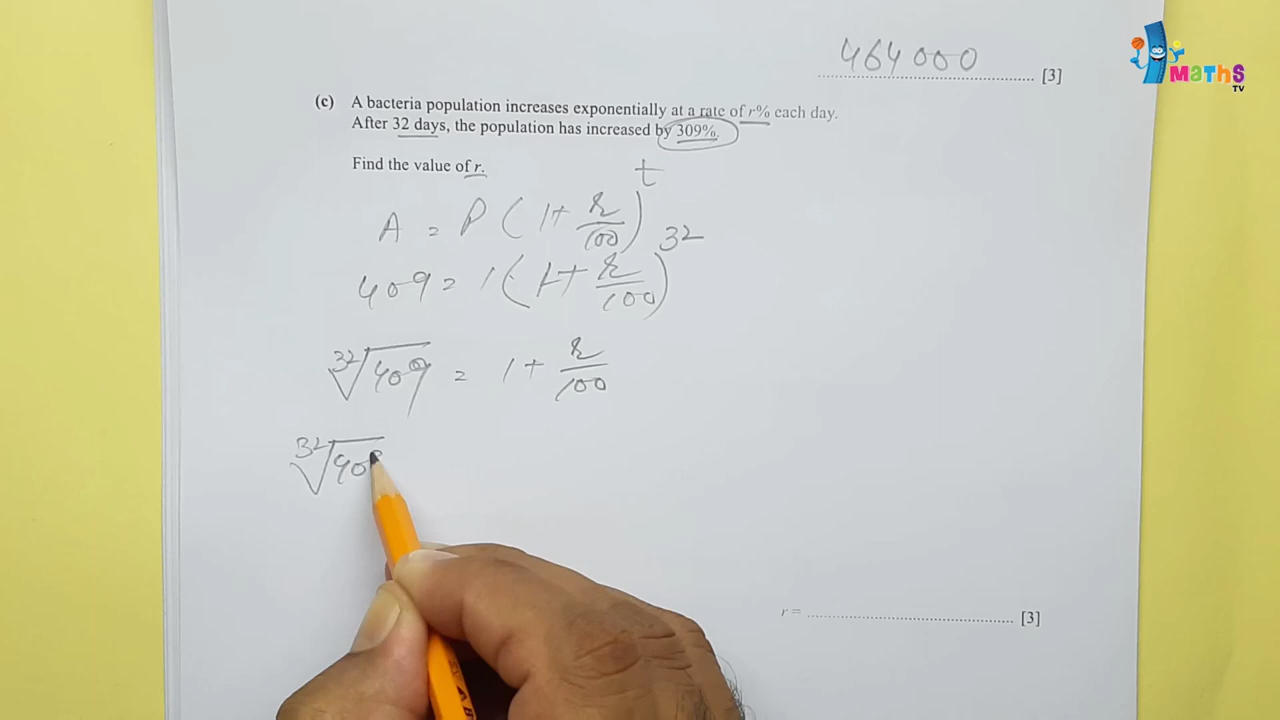 464000 [3]
MATHS TV
(c) A bacteria population increases exponentially at a rate of r% each day.
After 32 days, the population has increased by 309%.
Find the value of r.
A = P (1 + r/100)^t
409 = 1 (1 + r/100)^32
³²√409 = 1 + r/100
³²√409
r = ........................................................ [3]